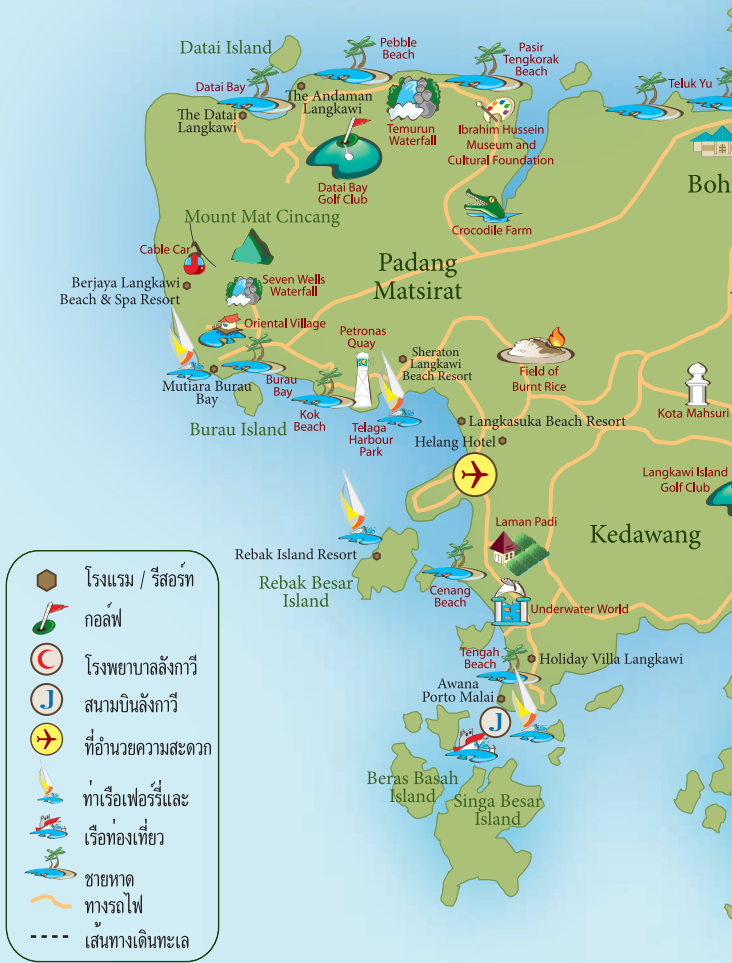 Datai Island
Pebble
Beach
Pasir
Tengkorak
Beach
Datai Bay
The Andaman
Langkawi
The Datai
Langkawi
Temurun
Waterfall
Ibrahim Hussein
Museum and
Cultural Foundation
Teluk Yu
Datai Bay
Golf Club
Boh
Mount Mat Cincang
Crocodile Farm
Cable Car
Padang
Matsirat
Berjaya Langkawi
Beach & Spa Resort
Seven Wells
Waterfall
Oriental Village
Petronas
Quay
Sheraton
Langkawi
Beach Resort
Field of
Burnt Rice
Mutiara Burau
Bay
Burau
Bay
Kok
Beach
Burau Island
Telaga
Harbour
Park
Langkasuka Beach Resort
Kota Mahsuri
Helang Hotel
Langkawi Island
Golf Club
Laman Padi
Kedawang
Rebak Island Resort
Rebak Besar
Island
Cenang
Beach
Underwater World
Tengah
Beach
Holiday Villa Langkawi
Awana
Porto Malai
J
Beras Basah
Island
Singa Besar
Island
โรงแรม / รีสอร์ท
กอล์ฟ
โรงพยาบาลลังกาวี
J สนามบินลังกาวี
ที่อำนวยความสะดวก
ท่าเรือเฟอร์รี่และ
เรือท่องเที่ยว
ชายหาด
ทางรถไฟ
เส้นทางเดินทะเล